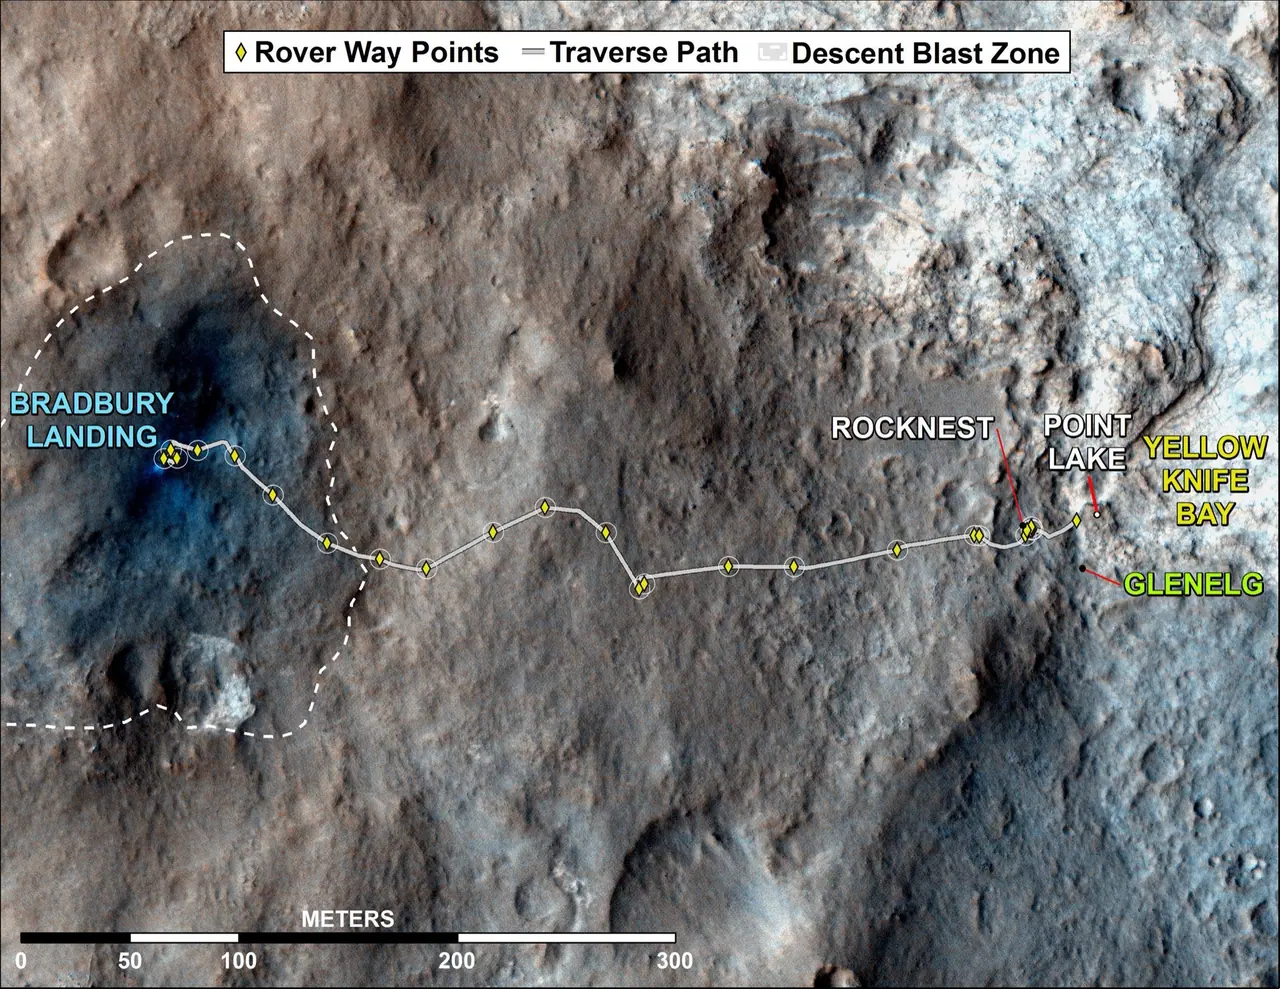 Rover Way Points Traverse Path Descent Blast Zone
BRADBURY
LANDING
ROCKNEST
POINT
LAKE
YELLOW
KNIFE
BAY
GLENELG
METERS
0 50 100 200 300